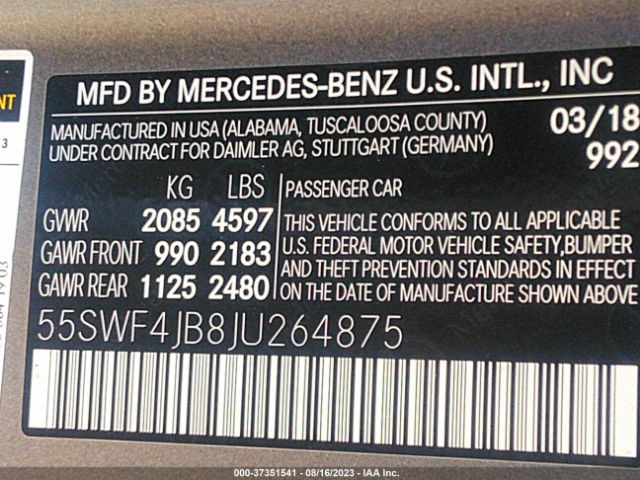 MFD BY MERCEDES-BENZ U.S. INTL., INC
MANUFACTURED IN USA (ALABAMA, TUSCALOOSA COUNTY) 03/18
UNDER CONTRACT FOR DAIMLER AG, STUTTGART (GERMANY) 992
KG LBS PASSENGER CAR
GVWR 2085 4597 THIS VEHICLE CONFORMS TO ALL APPLICABLE
GAWR FRONT 990 2183 U.S. FEDERAL MOTOR VEHICLE SAFETY, BUMPER
AND THEFT PREVENTION STANDARDS IN EFFECT
GAWR REAR 1125 2480 ON DATE OF MANUFACTURE SHOWN ABOVE
55SWF4JB8JU264875
000-37351541 - 08/16/2023 - IAA Inc.